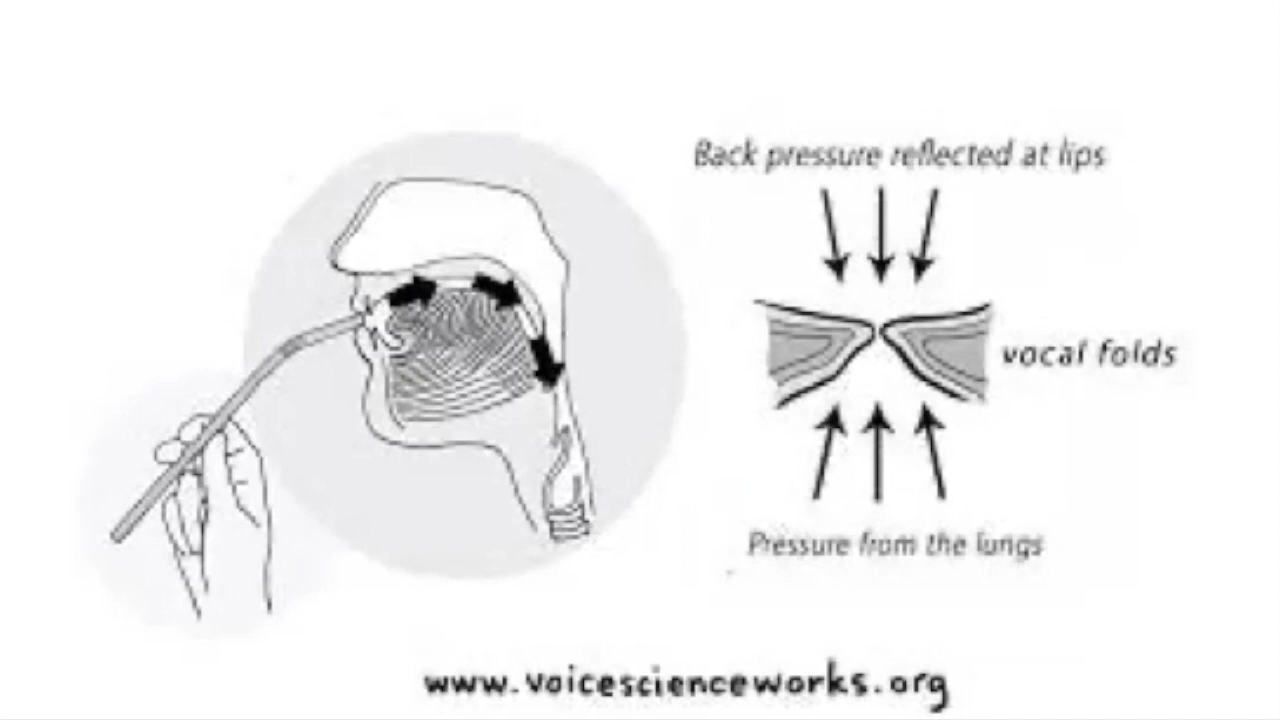 Back pressure reflected at lips
vocal folds
Pressure from the lungs
www.voicescienceworks.org